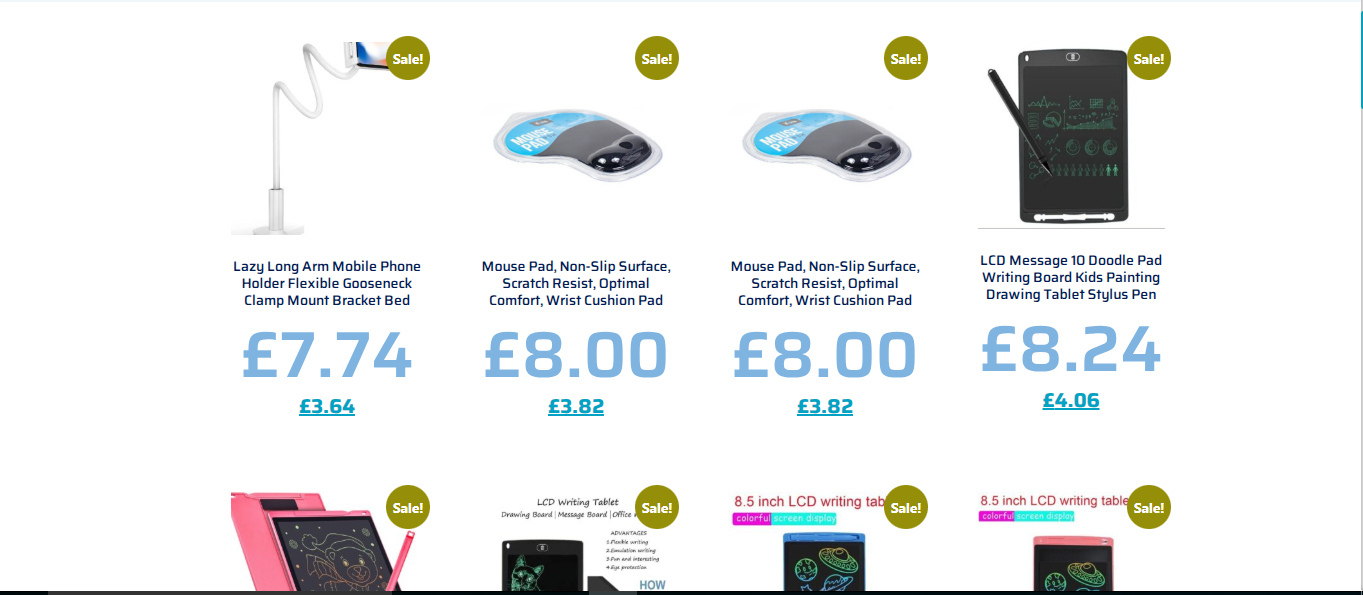 Sale!
Sale!
Sale!
Sale!
MOUSE
PAD
MOUSE
PAD
Lazy Long Arm Mobile Phone
Holder Flexible Gooseneck
Clamp Mount Bracket Bed
£7.74
£3.64
Mouse Pad, Non-Slip Surface,
Scratch Resist, Optimal
Comfort, Wrist Cushion Pad
£8.00
£3.82
Mouse Pad, Non-Slip Surface,
Scratch Resist, Optimal
Comfort, Wrist Cushion Pad
£8.00
£3.82
LCD Message 10 Doodle Pad
Writing Board Kids Painting
Drawing Tablet Stylus Pen
£8.24
£4.06
Sale!
LCD Writing Tablet
Drawing Board | Message Board | Office
ADVANTAGES
1.Flexible writing
2.Emulation writing
3.Fun and interesting
4.Eye protection
HOW
Sale!
8.5 inch LCD writing tab
colorful screen display
Sale!
8.5 inch LCD writing table
colorful screen display
Sale!